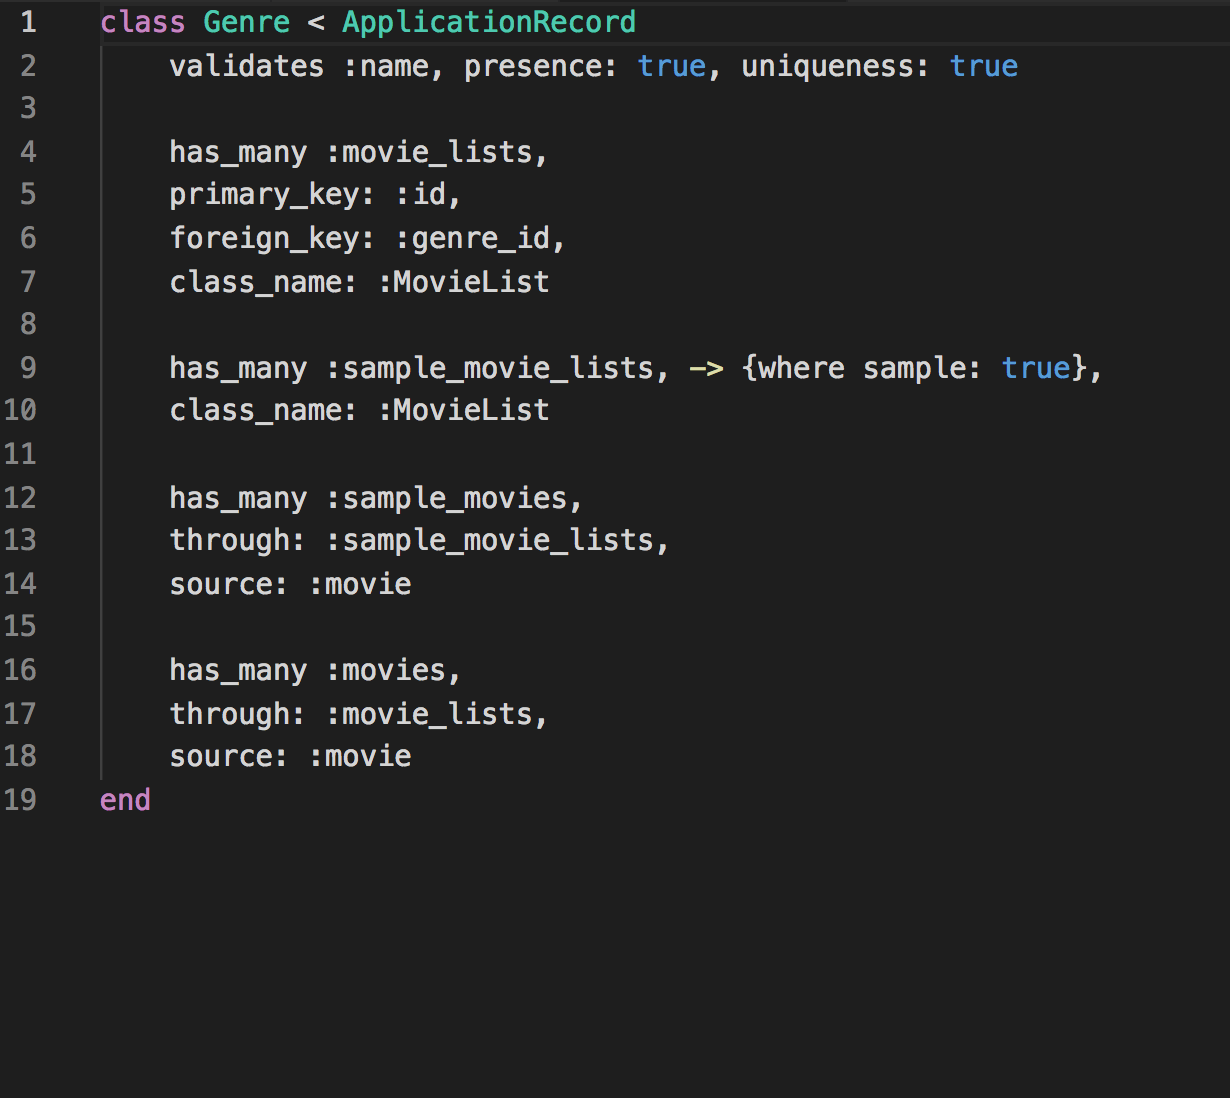 1 class Genre < ApplicationRecord
2 validates :name, presence: true, uniqueness: true
3
4 has_many :movie_lists,
5 primary_key: :id,
6 foreign_key: :genre_id,
7 class_name: :MovieList
8
9 has_many :sample_movie_lists, -> {where sample: true},
10 class_name: :MovieList
11
12 has_many :sample_movies,
13 through: :sample_movie_lists,
14 source: :movie
15
16 has_many :movies,
17 through: :movie_lists,
18 source: :movie
19 end